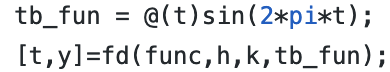 tb_fun = @(t)sin(2*pi*t);
[t,y]=fd(func,h,k,tb_fun);